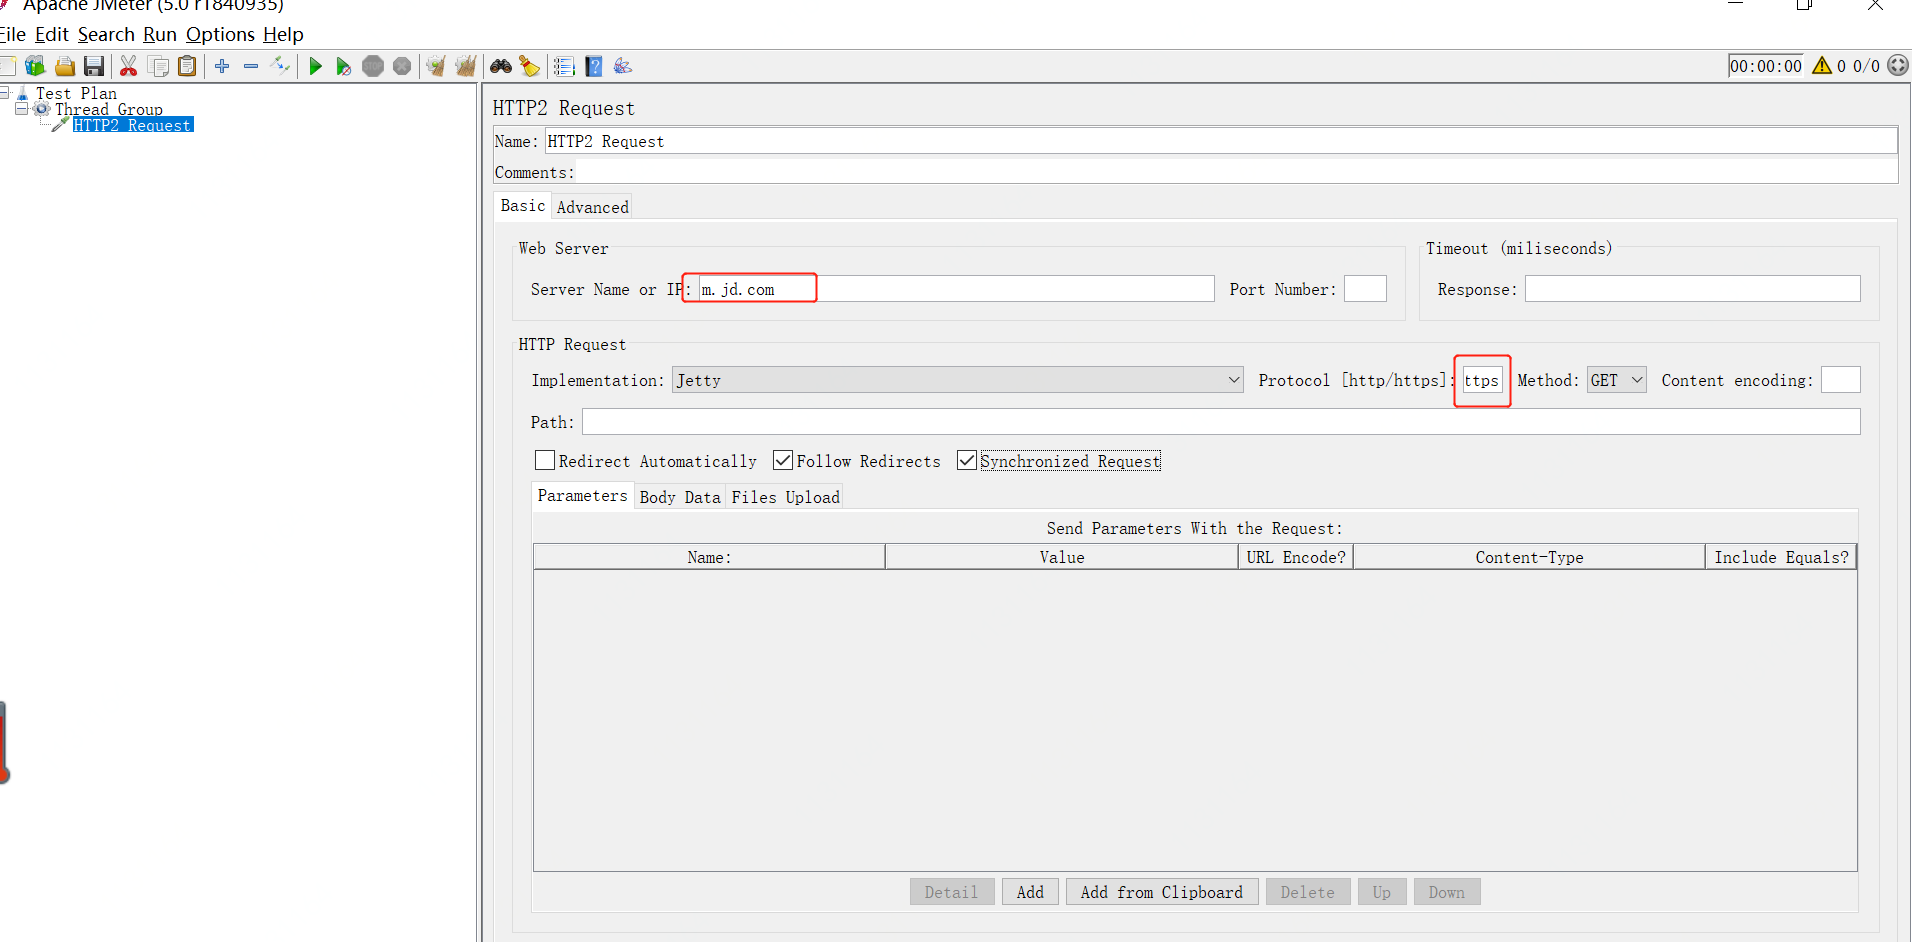 Apache JMeter (5.0 r1840935)
File Edit Search Run Options Help
00:00:00 0 0/0
Test Plan
Thread Group
HTTP2 Request
HTTP2 Request
Name: HTTP2 Request
Comments:
Basic Advanced
Web Server
Server Name or IP: m.jd.com Port Number:
Timeout (miliseconds)
Response:
HTTP Request
Implementation: Jetty Protocol [http/https]: ttps Method: GET Content encoding:
Path:
Redirect Automatically Follow Redirects Synchronized Request
Parameters Body Data Files Upload
Send Parameters With the Request:
Name: Value URL Encode? Content-Type Include Equals?
Detail Add Add from Clipboard Delete Up Down